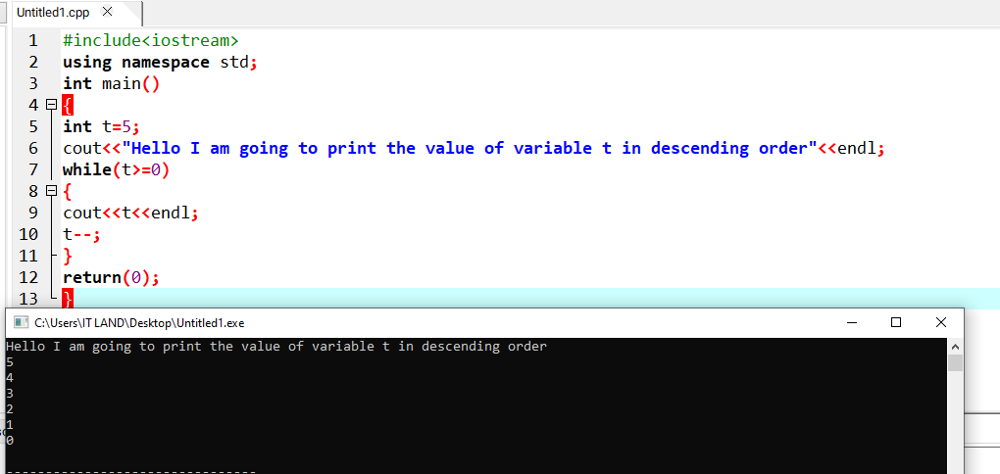 Untitled1.cpp
1 #include<iostream>
2 using namespace std;
3 int main()
4 {
5 int t=5;
6 cout<<"Hello I am going to print the value of variable t in descending order"<<endl;
7 while(t>=0)
8 {
9 cout<<t<<endl;
10 t--;
11 }
12 return(0);
13 }
C:\Users\IT LAND\Desktop\Untitled1.exe
Hello I am going to print the value of variable t in descending order
5
4
3
2
1
0
--------------------------------